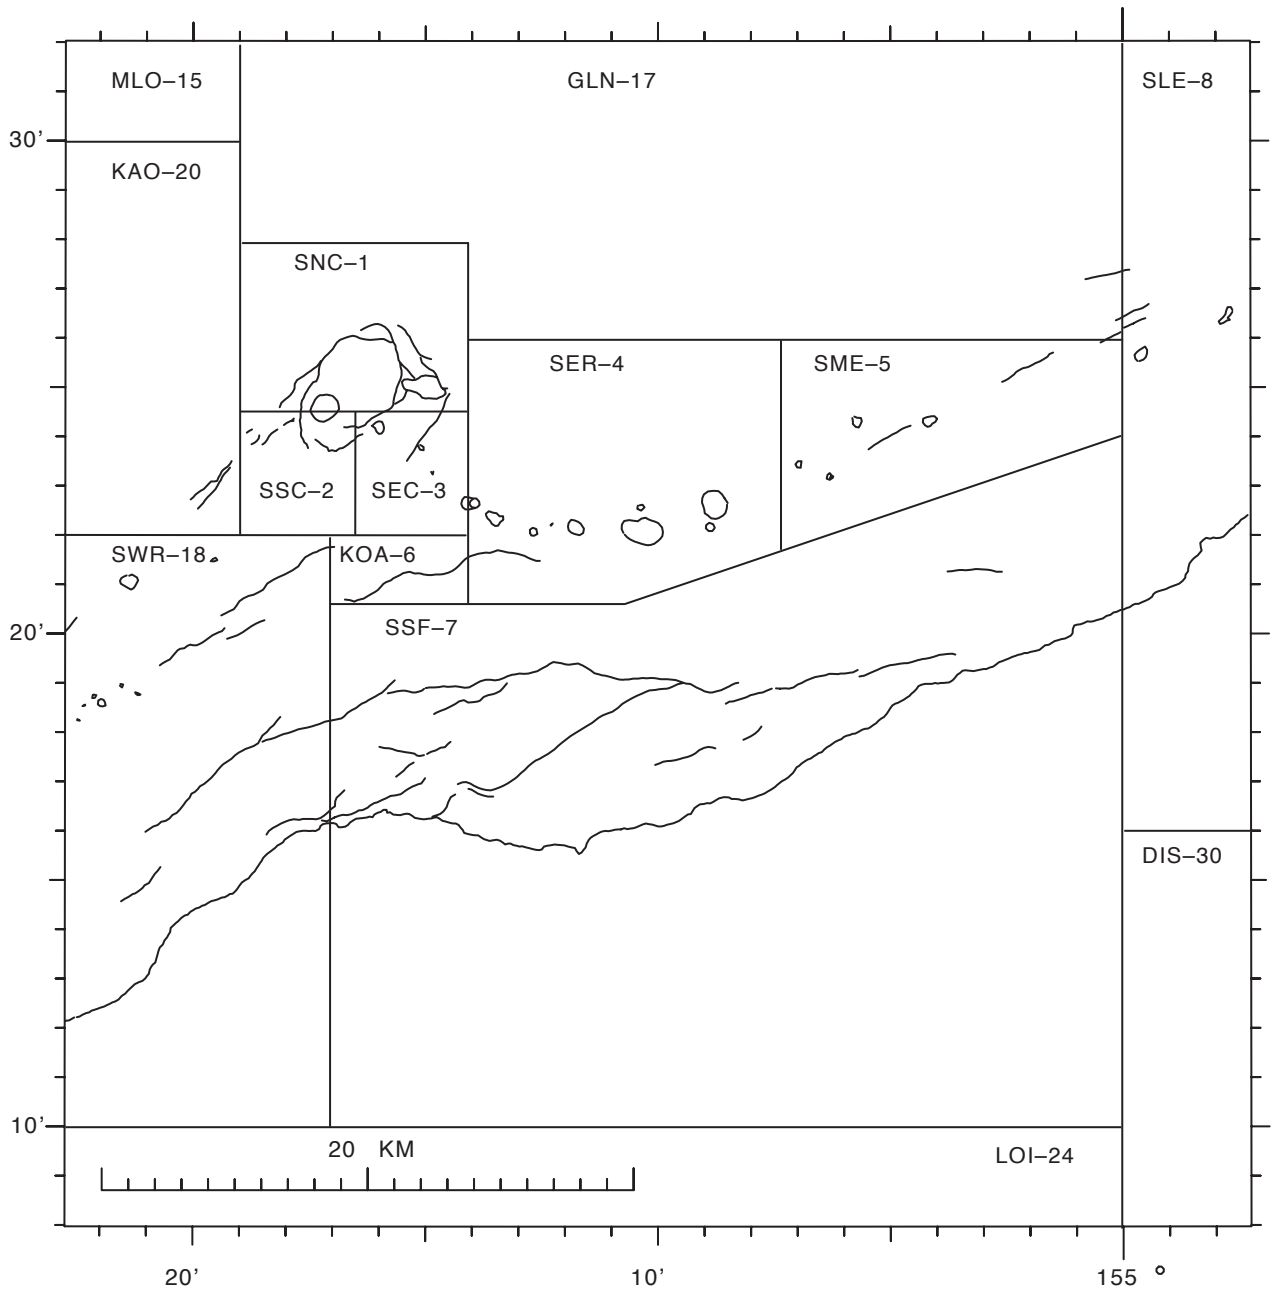 MLO–15 GLN–17 SLE–8
30’
KAO–20
SNC–1
SER–4 SME–5
SSC–2 SEC–3
SWR–18 KOA–6
20’ SSF–7
DIS–30
10’
20 KM LOI–24
20’ 10’ 155 °